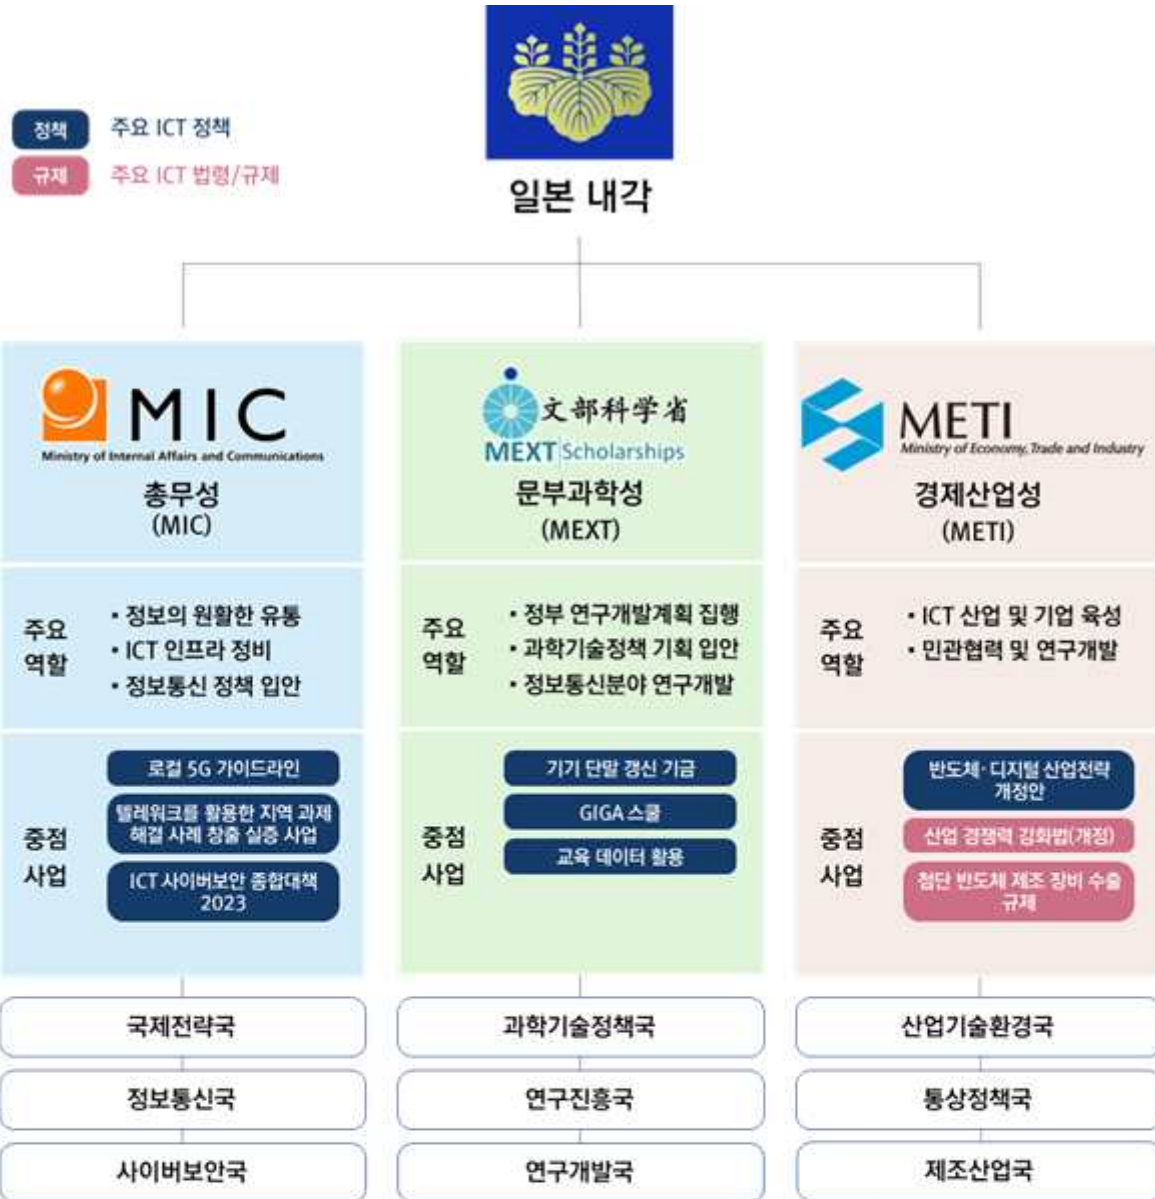 정책 주요 ICT 정책
규제 주요 ICT 법령/규제
일본 내각
MIC
Ministry of Internal Affairs and Communications
총무성
(MIC)
주요
역할
• 정보의 원활한 유통
• ICT 인프라 정비
• 정보통신 정책 입안
중점
사업
로컬 5G 가이드라인
텔레워크를 활용한 지역 과제
해결 사례 창출 실증 사업
ICT 사이버보안 종합대책
2023
국제전략국
정보통신국
사이버보안국
文部科学省
MEXT Scholarships
문부과학성
(MEXT)
주요
역할
• 정부 연구개발계획 집행
• 과학기술정책 기획 입안
• 정보통신분야 연구개발
중점
사업
기기 단말 갱신 기금
GIGA 스쿨
교육 데이터 활용
과학기술정책국
연구진흥국
연구개발국
METI
Ministry of Economy, Trade and Industry
경제산업성
(METI)
주요
역할
• ICT 산업 및 기업 육성
• 민관협력 및 연구개발
중점
사업
반도체·디지털 산업전략
개정안
산업 경쟁력 강화법(개정)
첨단 반도체 제조 장비 수출
규제
산업기술환경국
통상정책국
제조산업국